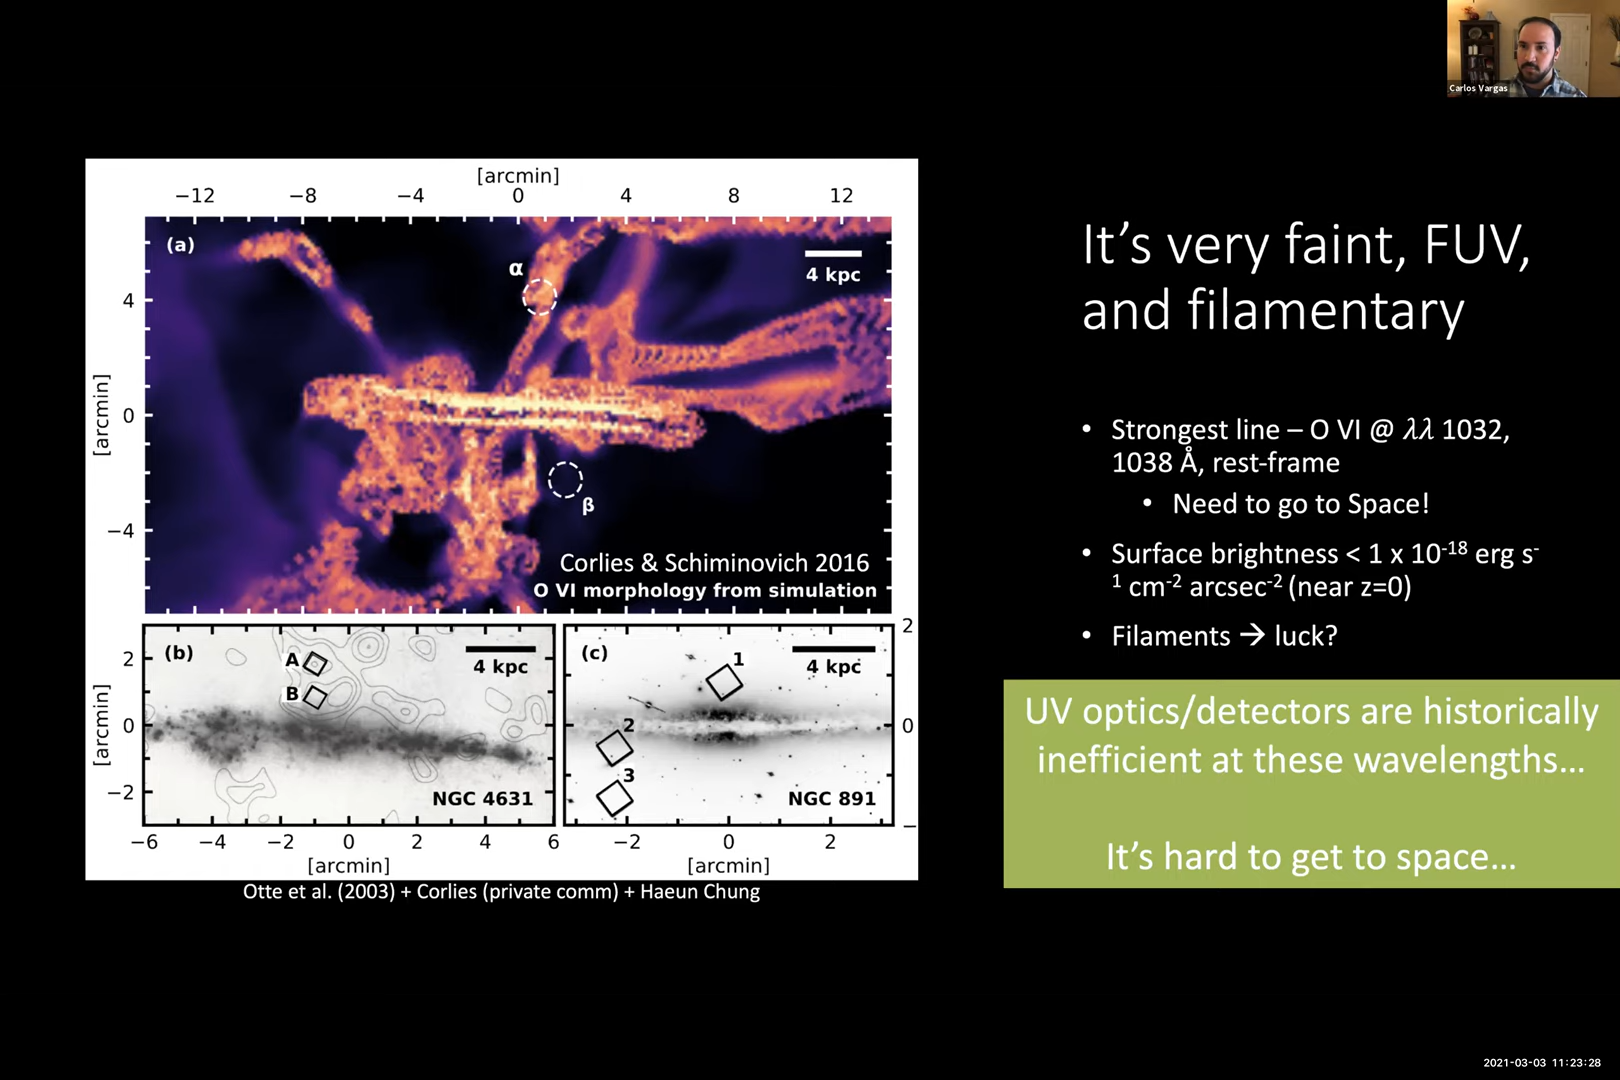 Carlos Vargas
[arcmin]
−12 −8 −4 0 4 8 12
(a)
α
4 kpc
4
0
−4
[arcmin]
β
Corlies & Schiminovich 2016
O VI morphology from simulation
(b)
A
B
4 kpc
NGC 4631
2
0
−2
[arcmin]
−6 −4 −2 0 2 4 6
[arcmin]
(c)
1
2
3
4 kpc
NGC 891
2
0
−
−2 0 2
[arcmin]
Otte et al. (2003) + Corlies (private comm) + Haeun Chung
It's very faint, FUV,
and filamentary
• Strongest line – O VI @ λλ 1032,
1038 Å, rest-frame
• Need to go to Space!
• Surface brightness < 1 x 10⁻¹⁸ erg s⁻
¹ cm⁻² arcsec⁻² (near z=0)
• Filaments → luck?
UV optics/detectors are historically
inefficient at these wavelengths...
It's hard to get to space...
2021-03-03 11:23:28